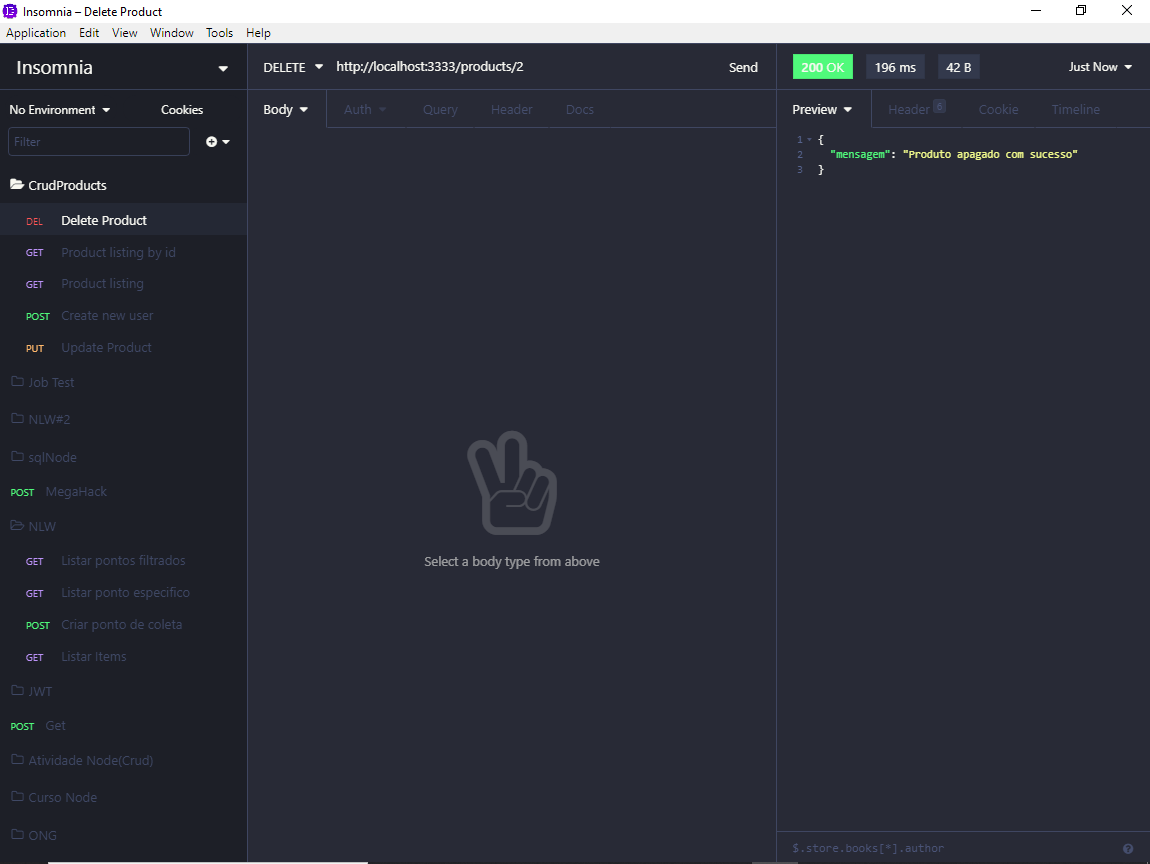 Insomnia – Delete Product
Application Edit View Window Tools Help
Insomnia
DELETE http://localhost:3333/products/2 Send
200 OK 196 ms 42 B Just Now
No Environment Cookies
Body Auth Query Header Docs
Preview Header 6 Cookie Timeline
Filter
1 {
2 "mensagem": "Produto apagado com sucesso"
3 }
CrudProducts
DEL Delete Product
GET Product listing by id
GET Product listing
POST Create new user
PUT Update Product
Job Test
NLW#2
sqlNode
POST MegaHack
NLW
GET Listar pontos filtrados
GET Listar ponto especifico
POST Criar ponto de coleta
GET Listar Items
JWT
POST Get
Atividade Node(Crud)
Curso Node
ONG
Select a body type from above
$.store.books[*].author